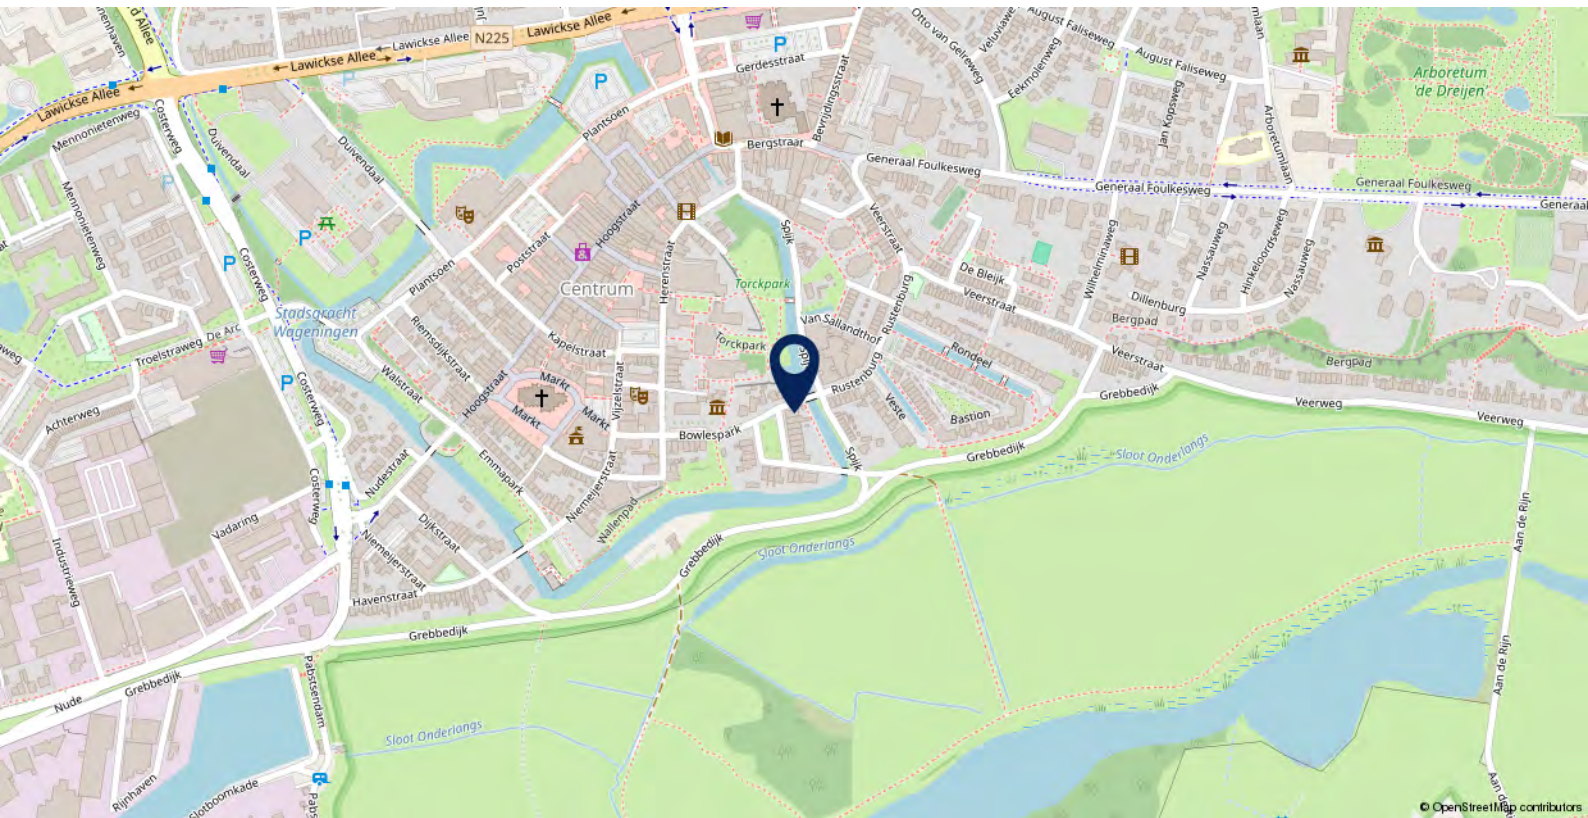 Lawickse Allee
N225
Lawickse Allee
Lawickse Allee
Lawickse Allee
Gerdesstraat
Otto van Gelreweg
August Faliseweg
August Faliseweg
Eekmolenweg
Arboretum
'de Dreijen'
Mennonietenweg
Costerweg
Duivendaal
Duivendaal
Plantsoen
Bevrijdingsstraat
Bergstraat
Jan Kopsweg
Arboretumlaan
Generaal Foulkesweg
Generaal Foulkesweg
Generaal Foulkesweg
Mennonietenweg
Hoogstraat
Poststraat
Spijk
Veerstraat
Wilhelminaweg
Nassauweg
Hinkeloordseweg
Nassauweg
Costerweg
Plantsoen
Centrum
Herenstraat
Torckpark
De Bleijk
Veerstraat
Dillenburg
Bergpad
Stadsgracht
Wageningen
Riemsdijkstraat
Kapelstraat
Torckpark
Van Sallandthof
Rustenburg
Rondeel
Veerstraat
Bergpad
Troelstraweg
De Arc
Walstraat
Hoogstraat
Markt
Markt
Markt
Vijzelstraat
Rustenburg
Veste
Bastion
Grebbedijk
Veerweg
Veerweg
Achterweg
Costerweg
Bowlespark
Spijk
Grebbedijk
Sloot Onderlangs
Nudestraat
Emmapark
Niemeijerstraat
Wallenpad
Costerweg
Vadaring
Dijkstraat
Niemeijerstraat
Grebbedijk
Sloot Onderlangs
Aan de Rijn
Industrieweg
Havenstraat
Grebbedijk
Aan de Rijn
Pabstsendam
Grebbedijk
Nude
Sloot Onderlangs
Rijnhaven
Slotboomkade
© OpenStreetMap contributors